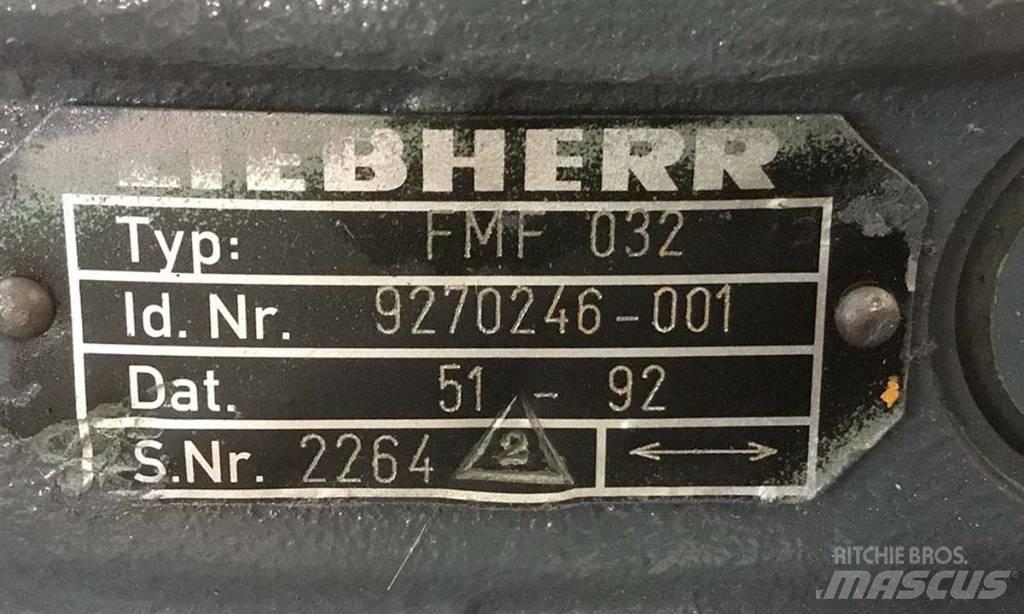 LIEBHERR
Typ: FMF 032
Id. Nr. 9270246-001
Dat. 51 - 92
S.Nr. 2264 2
RITCHIE BROS.
MASCUS